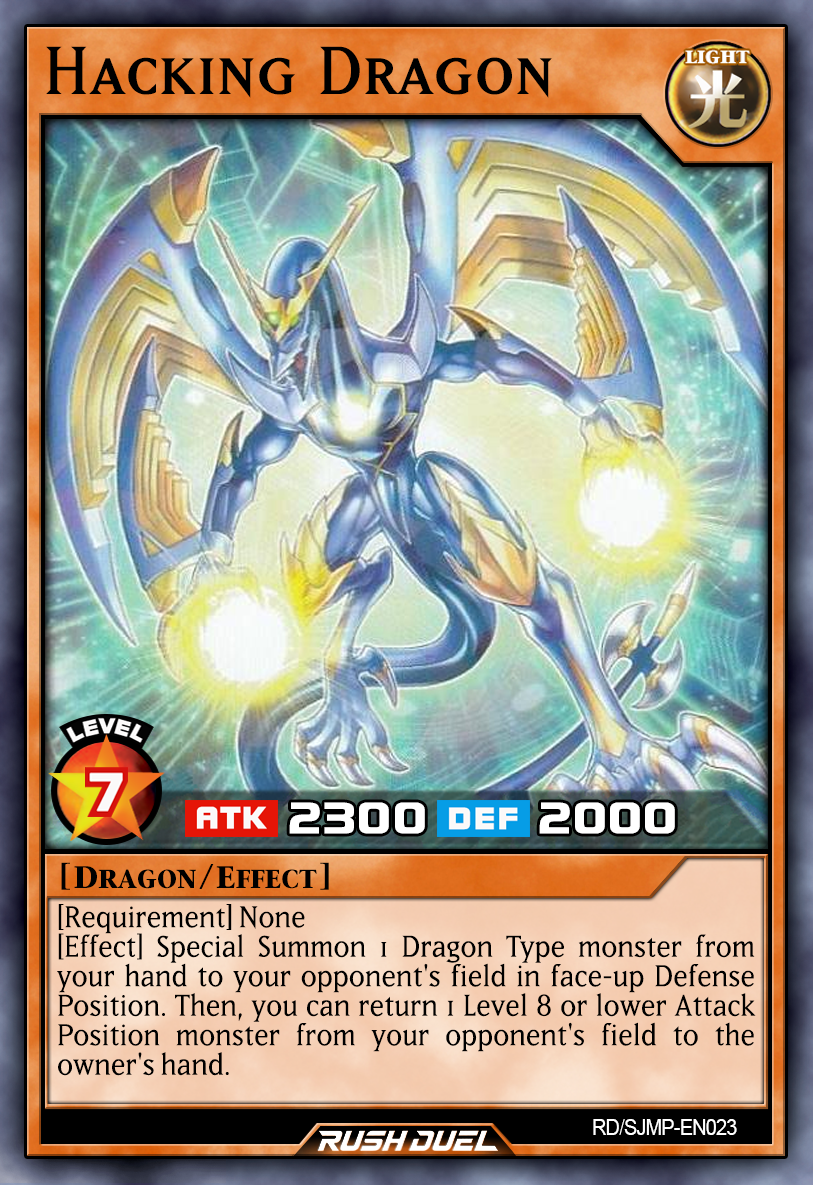 Hacking Dragon
LIGHT
光
LEVEL
7
ATK 2300 DEF 2000
[Dragon/Effect]
[Requirement] None
[Effect] Special Summon 1 Dragon Type monster from
your hand to your opponent's field in face-up Defense
Position. Then, you can return 1 Level 8 or lower Attack
Position monster from your opponent's field to the
owner's hand.
RD/SJMP-EN023
RUSH DUEL